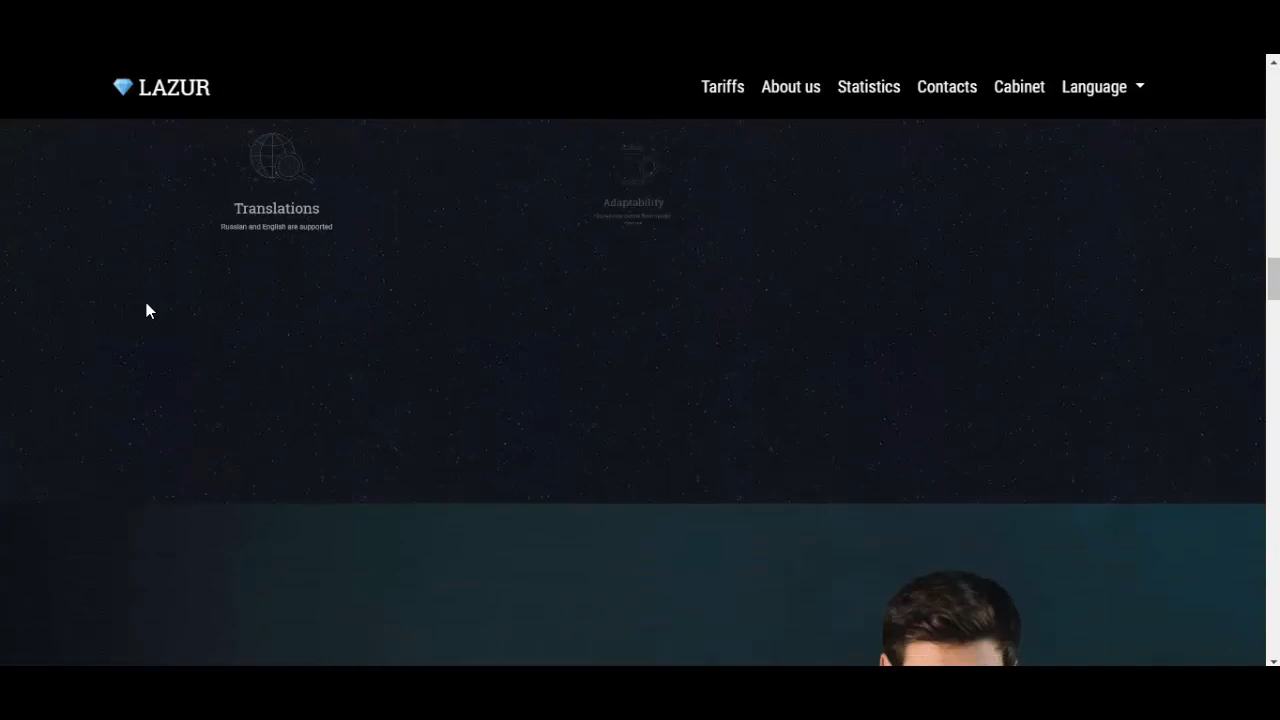 LAZUR
Tariffs About us Statistics Contacts Cabinet Language
Translations
Russian and English are supported
Adaptability